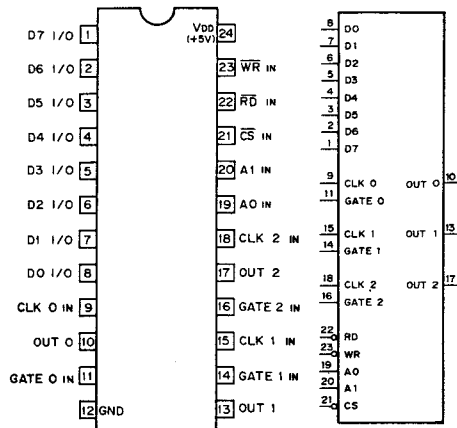 D7 I/O 1
D6 I/O 2
D5 I/O 3
D4 I/O 4
D3 I/O 5
D2 I/O 6
D1 I/O 7
D0 I/O 8
CLK 0 IN 9
OUT 0 10
GATE 0 IN 11
12 GND
VDD 24
(+5V)
23 WR IN
22 RD IN
21 CS IN
20 A1 IN
19 A0 IN
18 CLK 2 IN
17 OUT 2
16 GATE 2 IN
15 CLK 1 IN
14 GATE 1 IN
13 OUT 1
8 D0
7 D1
6 D2
5 D3
4 D4
3 D5
2 D6
1 D7
9 CLK 0 OUT 0 10
11 GATE 0
15 CLK 1 OUT 1 13
14 GATE 1
18 CLK 2 OUT 2 17
16 GATE 2
22 RD
23 WR
19 A0
20 A1
21 CS